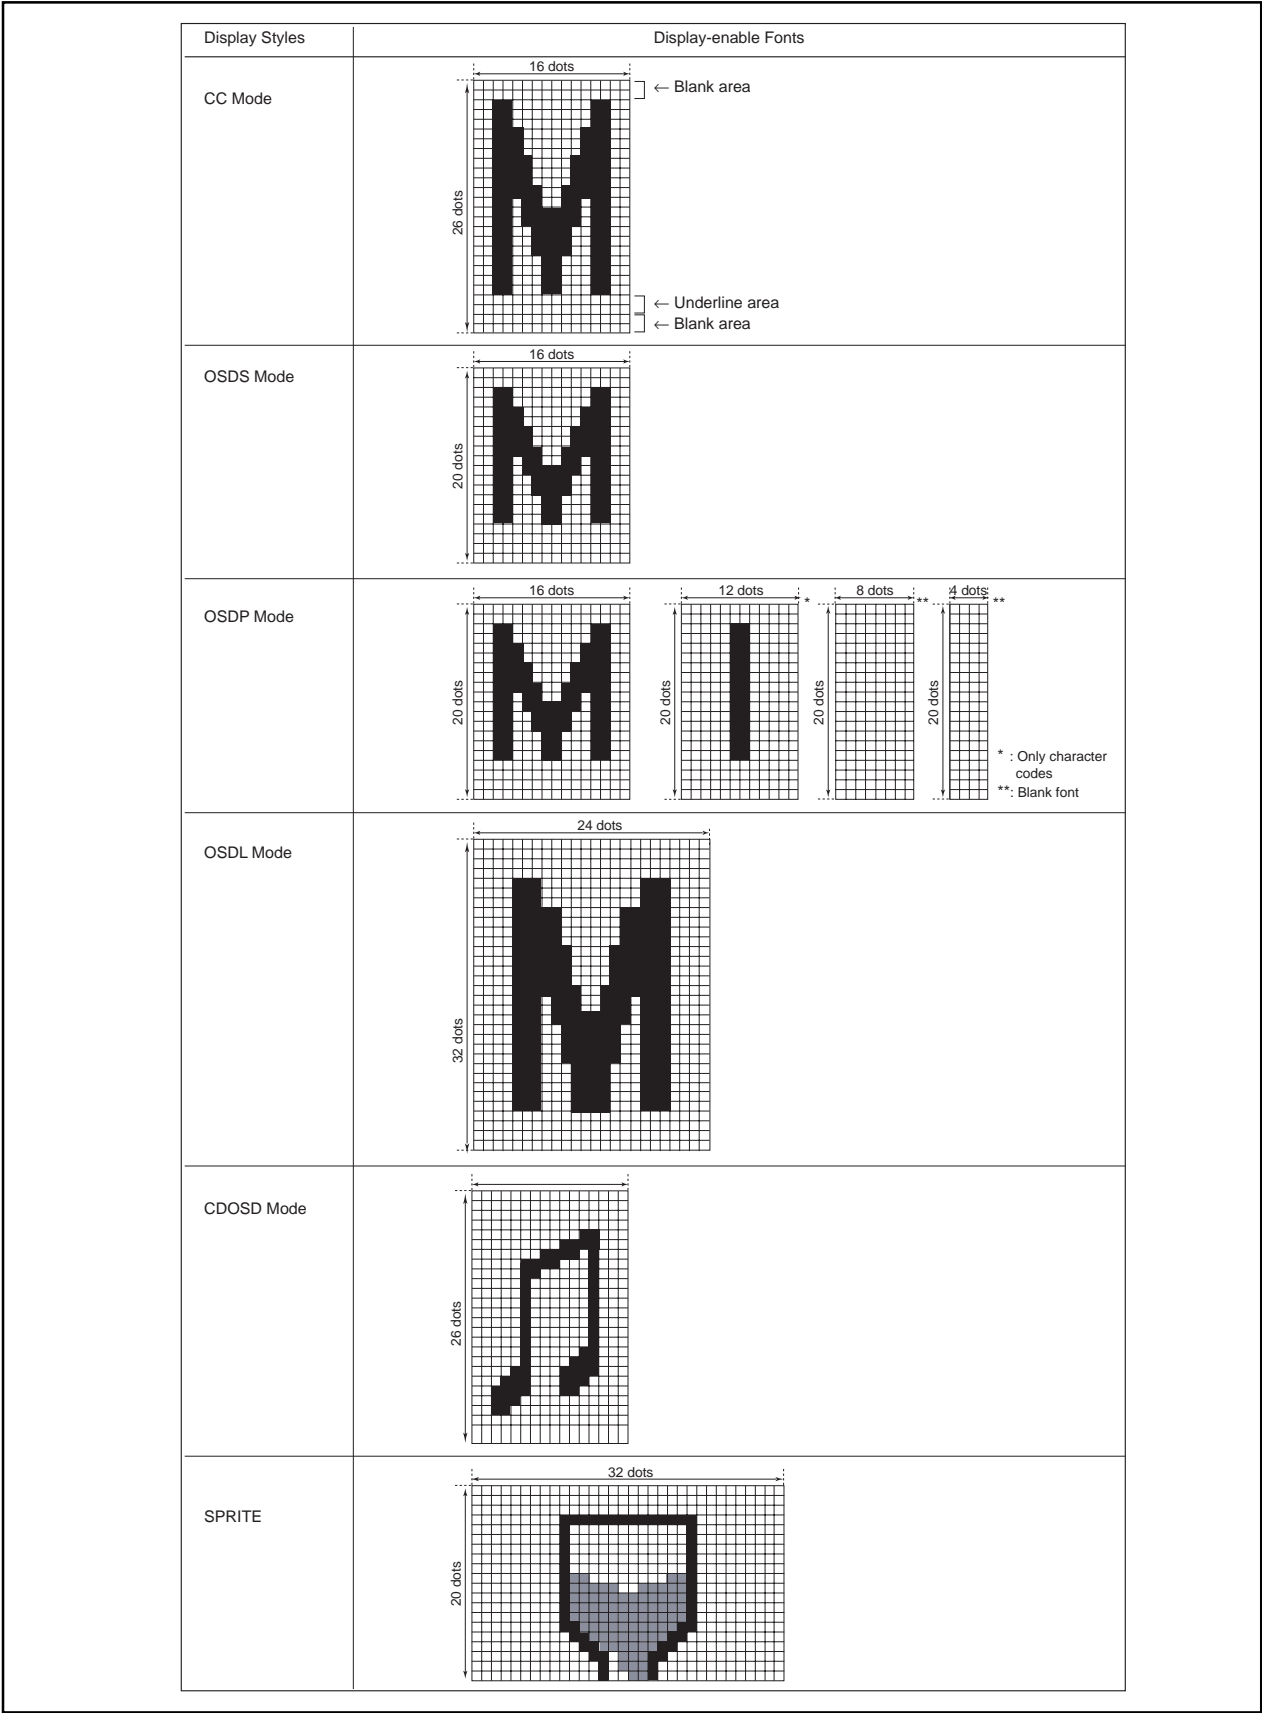 Display Styles
Display-enable Fonts
CC Mode
16 dots
← Blank area
26 dots
← Underline area
← Blank area
OSDS Mode
16 dots
20 dots
OSDP Mode
16 dots
12 dots
*
8 dots
**
4 dots
**
20 dots
20 dots
20 dots
20 dots
* : Only character
codes
**: Blank font
OSDL Mode
24 dots
32 dots
CDOSD Mode
26 dots
SPRITE
32 dots
20 dots